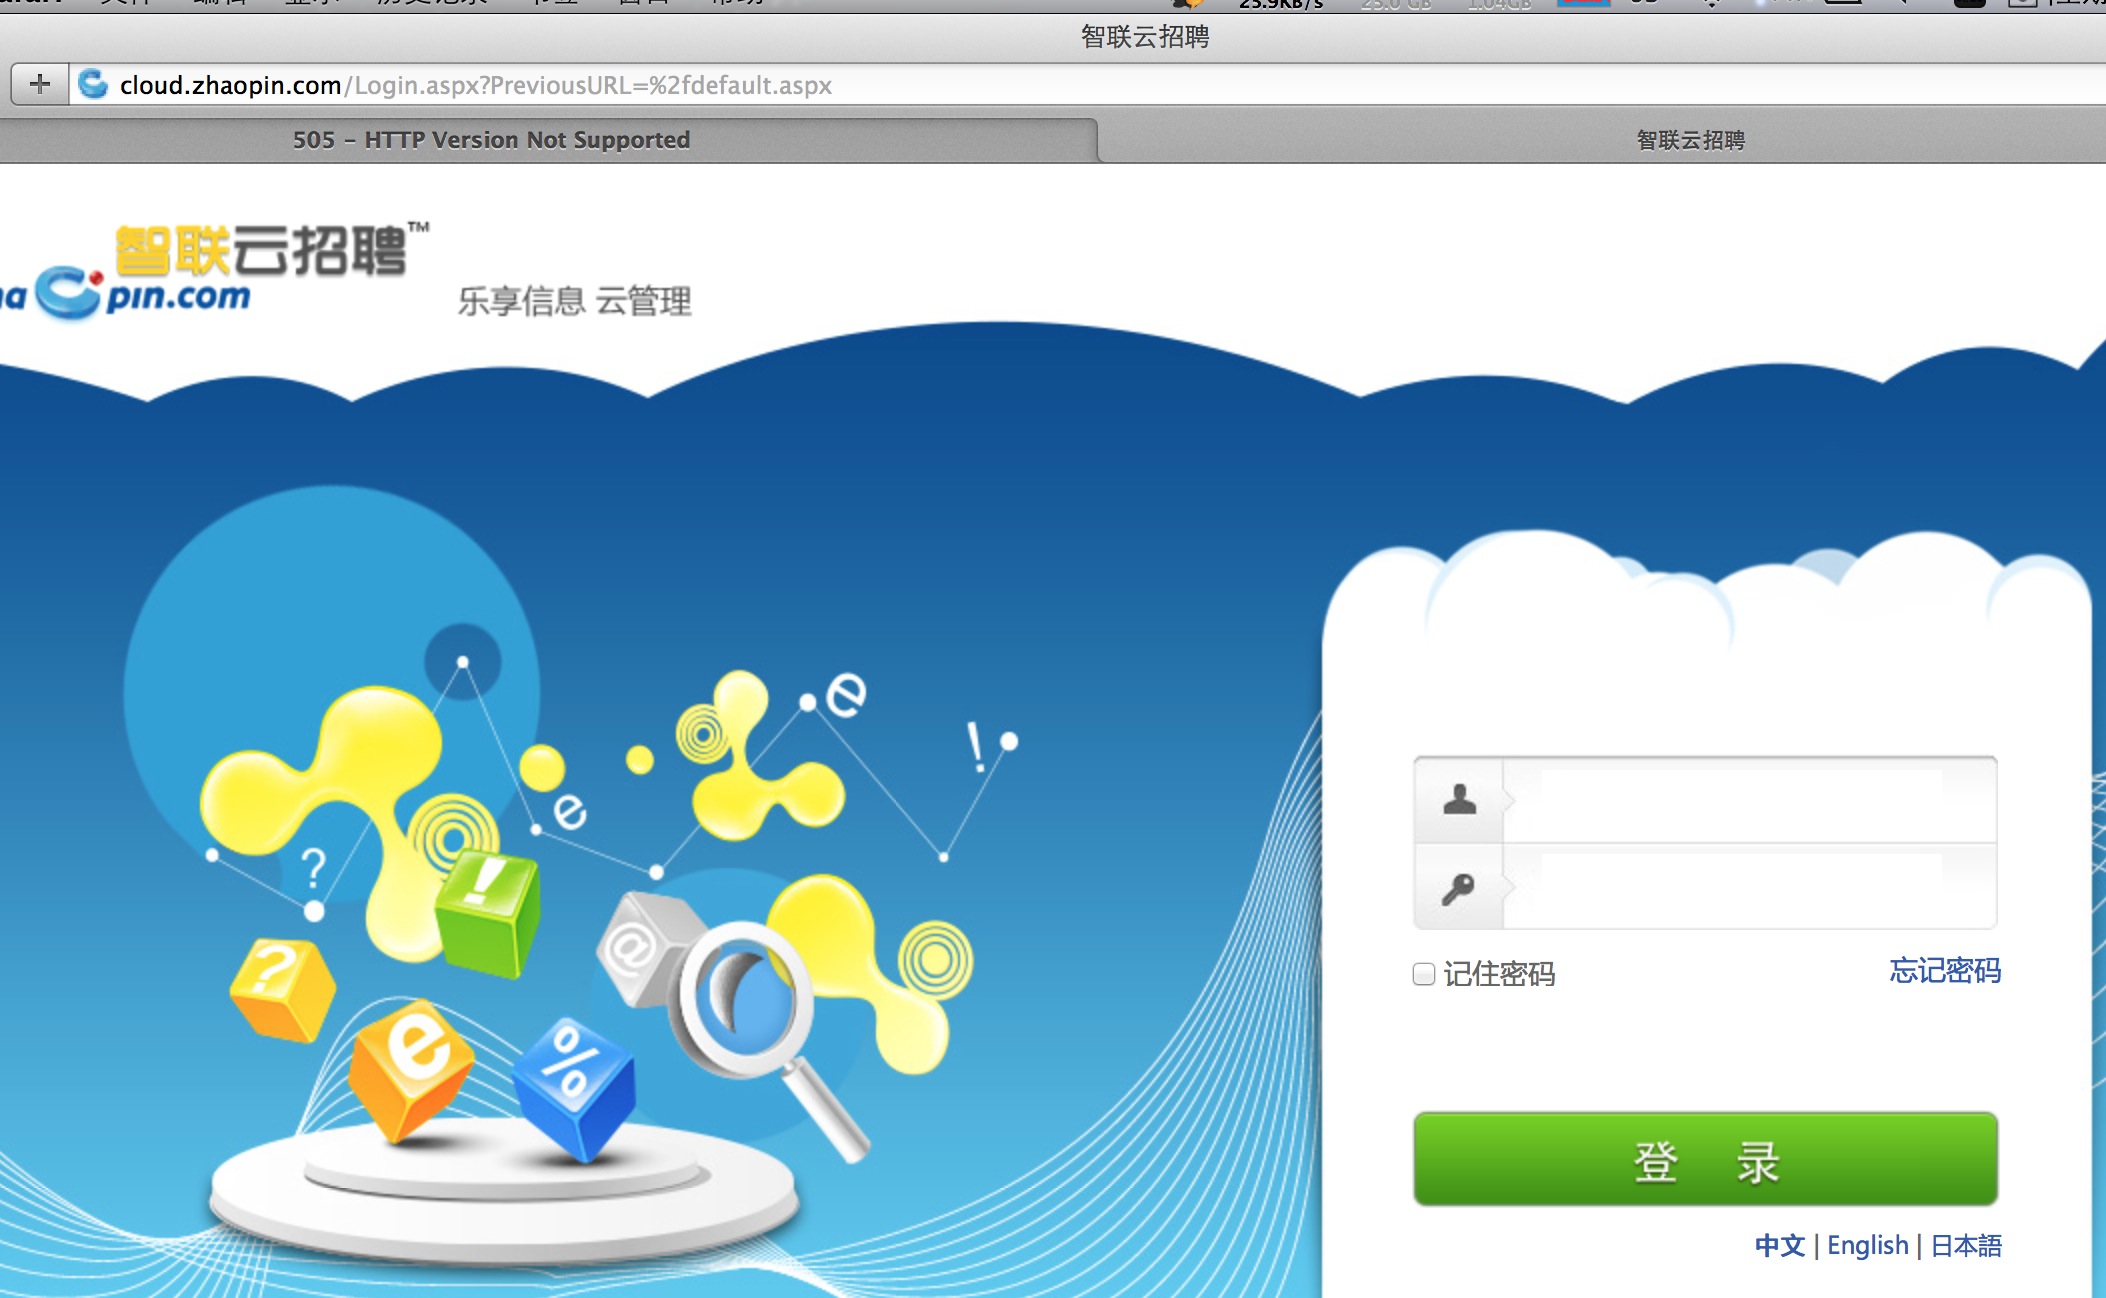 25.9KB/s
智联云招聘
cloud.zhaopin.com/Login.aspx?PreviousURL=%2fdefault.aspx
505 – HTTP Version Not Supported
智联云招聘
智联云招聘™
pin.com
乐享信息 云管理
e
!
e
?
!
@
?
e
%
记住密码 忘记密码
登 录
中文 | English | 日本語